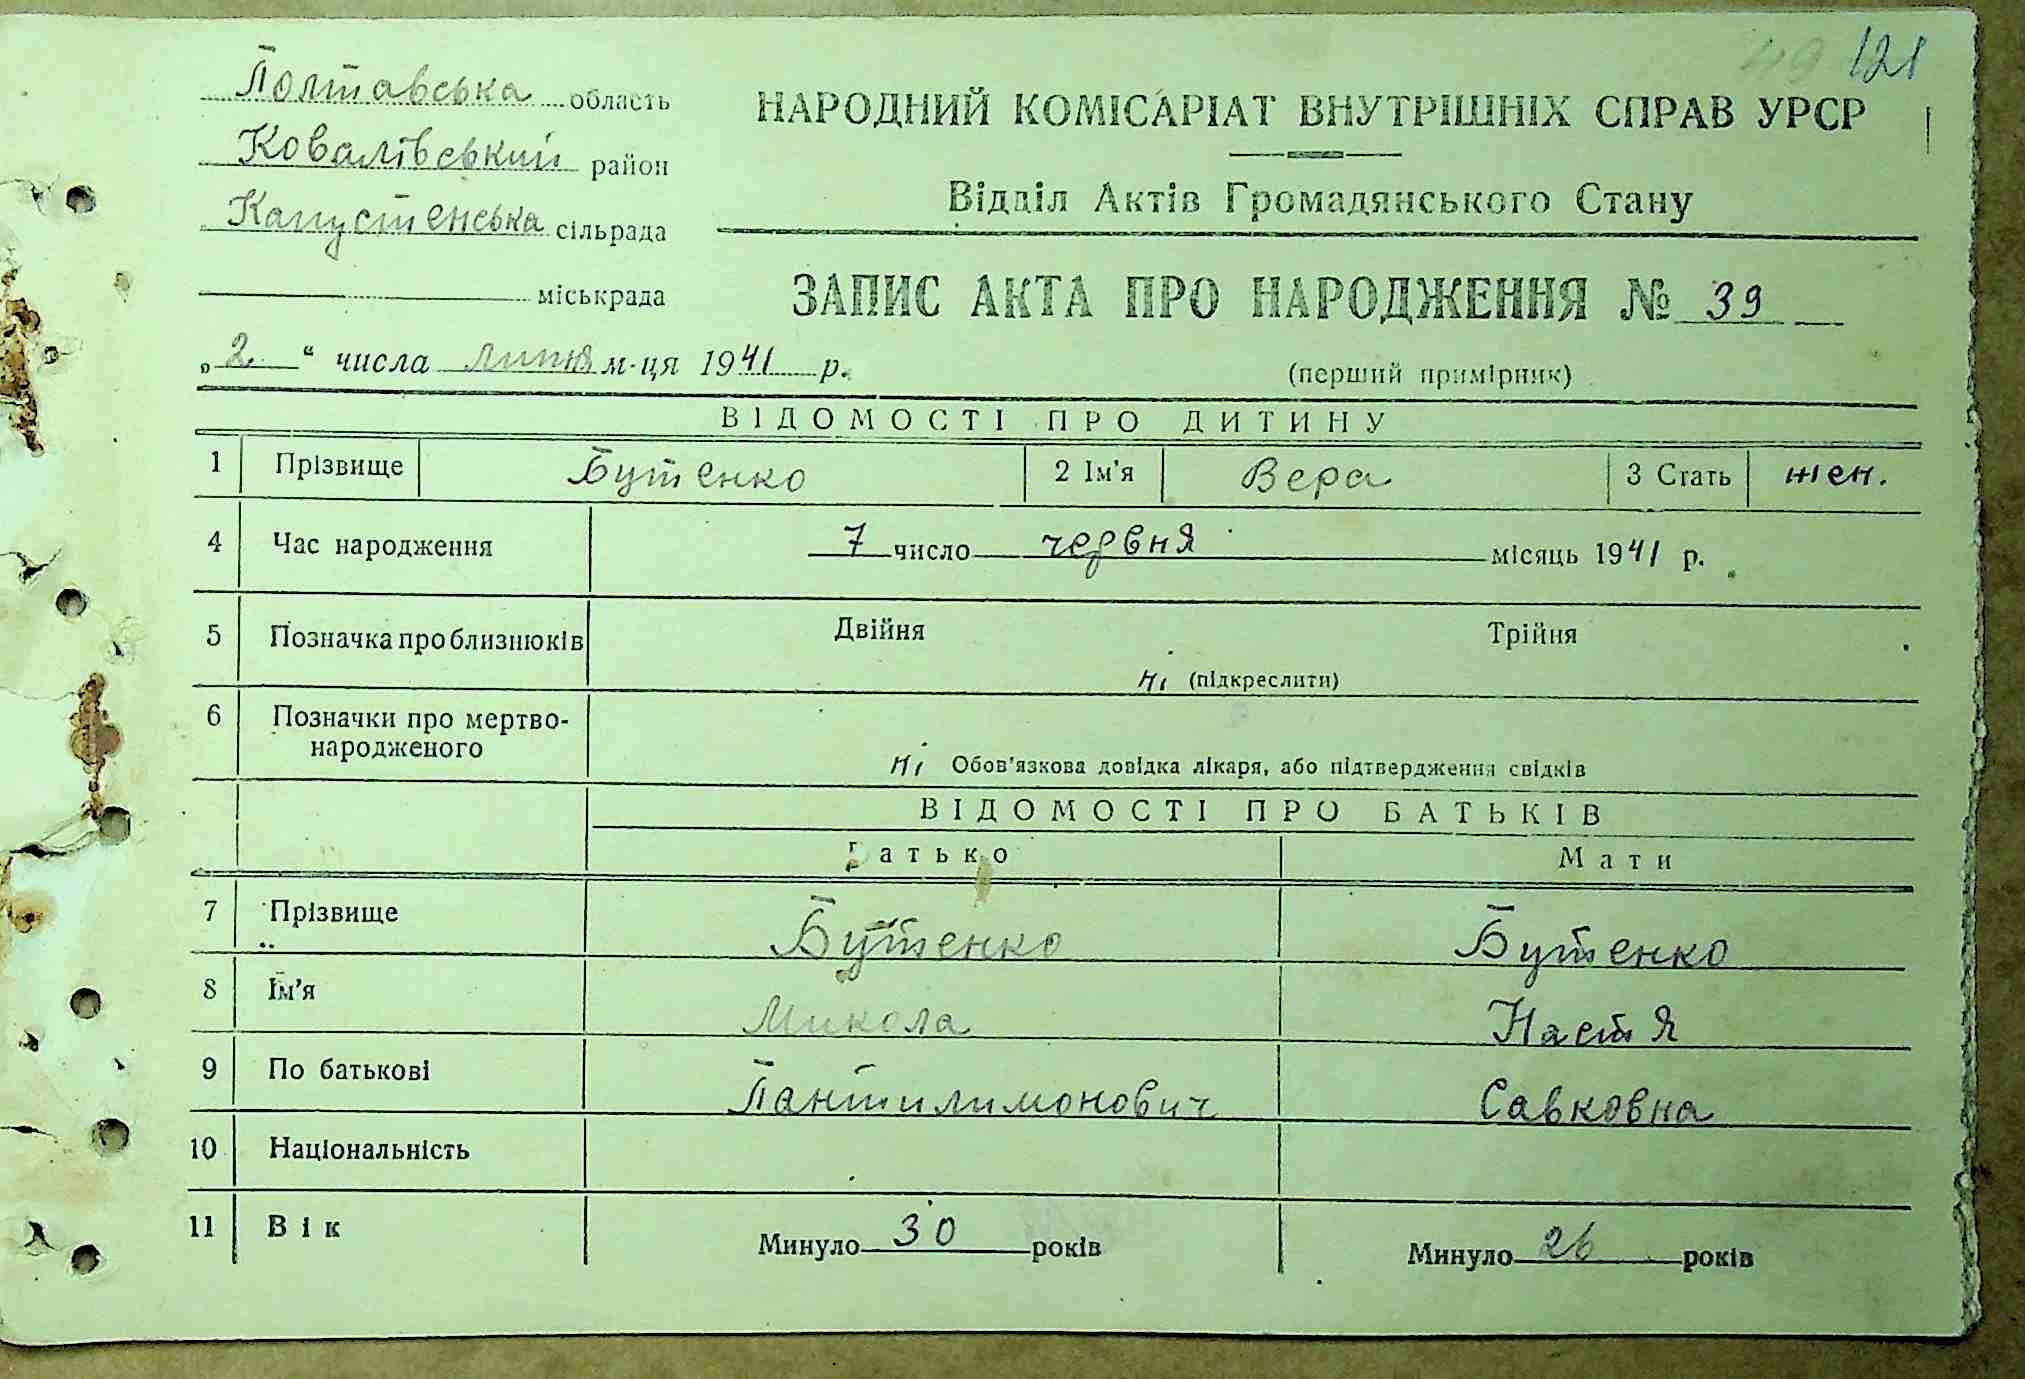 49 121
Полтавська область
Ковалівський район
Капустенська сільрада
міськрада
НАРОДНИЙ КОМІСАРІАТ ВНУТРІШНІХ СПРАВ УРСР
Відділ Актів Громадянського Стану
ЗАПИС АКТА ПРО НАРОДЖЕННЯ № 39
„2“ числа липня м-ця 1941 р.
(перший примірник)
ВІДОМОСТІ ПРО ДИТИНУ
1 Прізвище Бутенко 2 Ім'я Вера 3 Стать жен.
4 Час народження 7 число червня місяць 1941 р.
5 Позначка про близнюків Двійня Трійня
ні (підкреслити)
6 Позначки про мертво-
народженого
ні Обов'язкова довідка лікаря, або підтвердження свідків
ВІДОМОСТІ ПРО БАТЬКІВ
Батько Мати
7 Прізвище Бутенко Бутенко
8 Ім'я Микола Настя
9 По батькові Пантилимонович Савковна
10 Національність
11 Вік Минуло 30 років Минуло 26 років